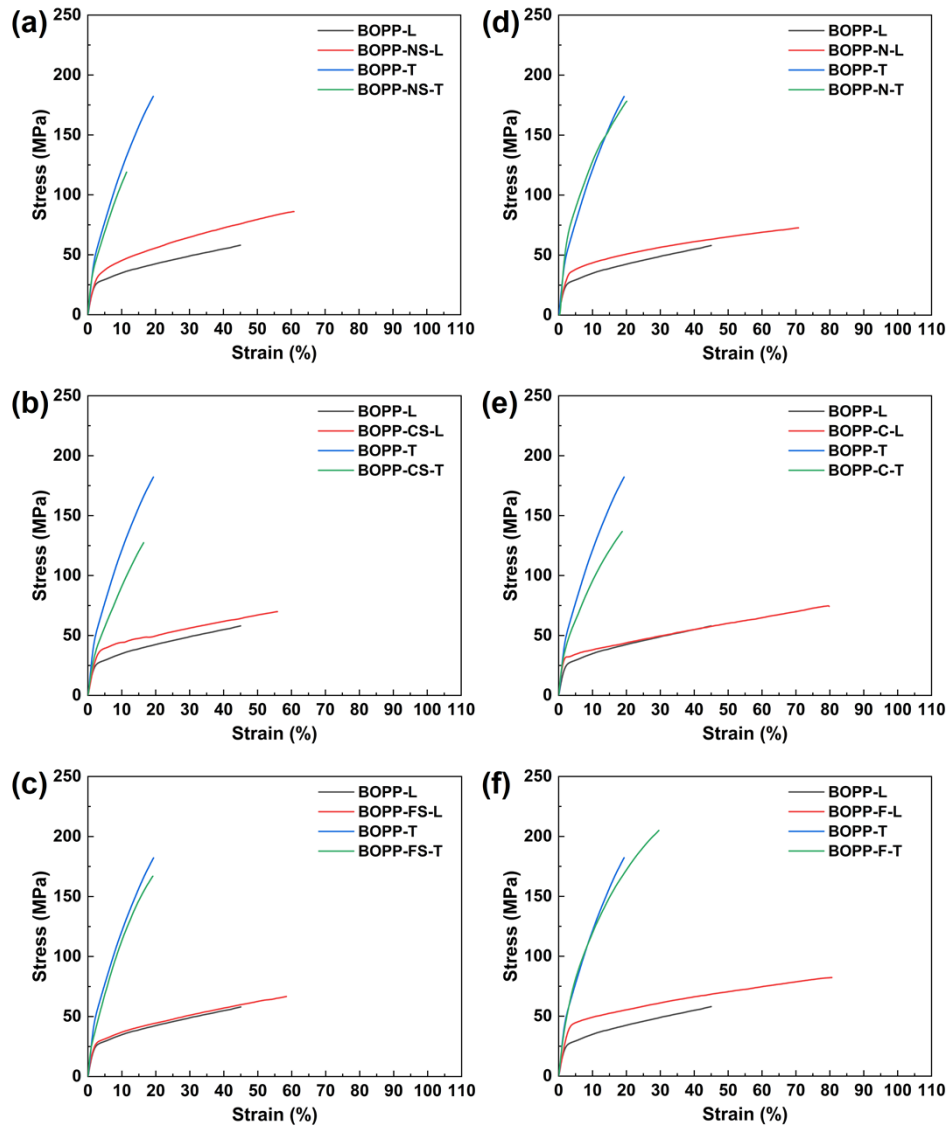 (a)
BOPP-L
BOPP-NS-L
BOPP-T
BOPP-NS-T
Stress (MPa)
250
200
150
100
50
0
0 10 20 30 40 50 60 70 80 90 100 110
Strain (%)
(d)
BOPP-L
BOPP-N-L
BOPP-T
BOPP-N-T
Stress (MPa)
250
200
150
100
50
0
0 10 20 30 40 50 60 70 80 90 100 110
Strain (%)
(b)
BOPP-L
BOPP-CS-L
BOPP-T
BOPP-CS-T
Stress (MPa)
250
200
150
100
50
0
0 10 20 30 40 50 60 70 80 90 100 110
Strain (%)
(e)
BOPP-L
BOPP-C-L
BOPP-T
BOPP-C-T
Stress (MPa)
250
200
150
100
50
0
0 10 20 30 40 50 60 70 80 90 100 110
Strain (%)
(c)
BOPP-L
BOPP-FS-L
BOPP-T
BOPP-FS-T
Stress (MPa)
250
200
150
100
50
0
0 10 20 30 40 50 60 70 80 90 100 110
Strain (%)
(f)
BOPP-L
BOPP-F-L
BOPP-T
BOPP-F-T
Stress (MPa)
250
200
150
100
50
0
0 10 20 30 40 50 60 70 80 90 100 110
Strain (%)